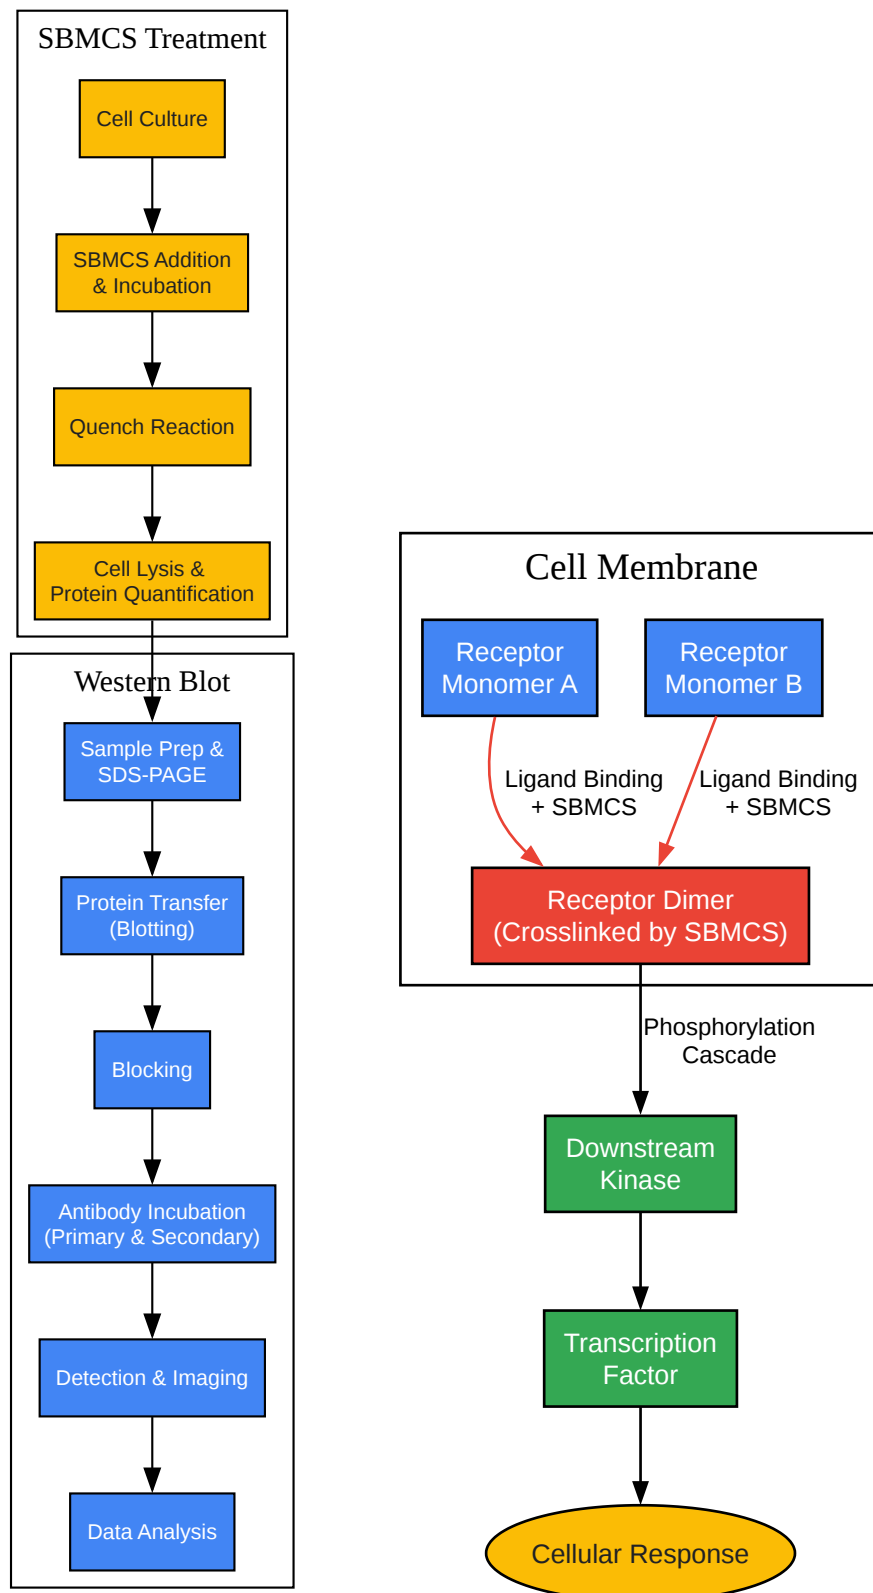 SBMCS Treatment
Cell Culture
SBMCS Addition
& Incubation
Quench Reaction
Cell Lysis &
Protein Quantification
Western Blot
Sample Prep &
SDS-PAGE
Protein Transfer
(Blotting)
Blocking
Antibody Incubation
(Primary & Secondary)
Detection & Imaging
Data Analysis
Cell Membrane
Receptor
Monomer A
Receptor
Monomer B
Ligand Binding
+ SBMCS
Ligand Binding
+ SBMCS
Receptor Dimer
(Crosslinked by SBMCS)
Phosphorylation
Cascade
Downstream
Kinase
Transcription
Factor
Cellular Response